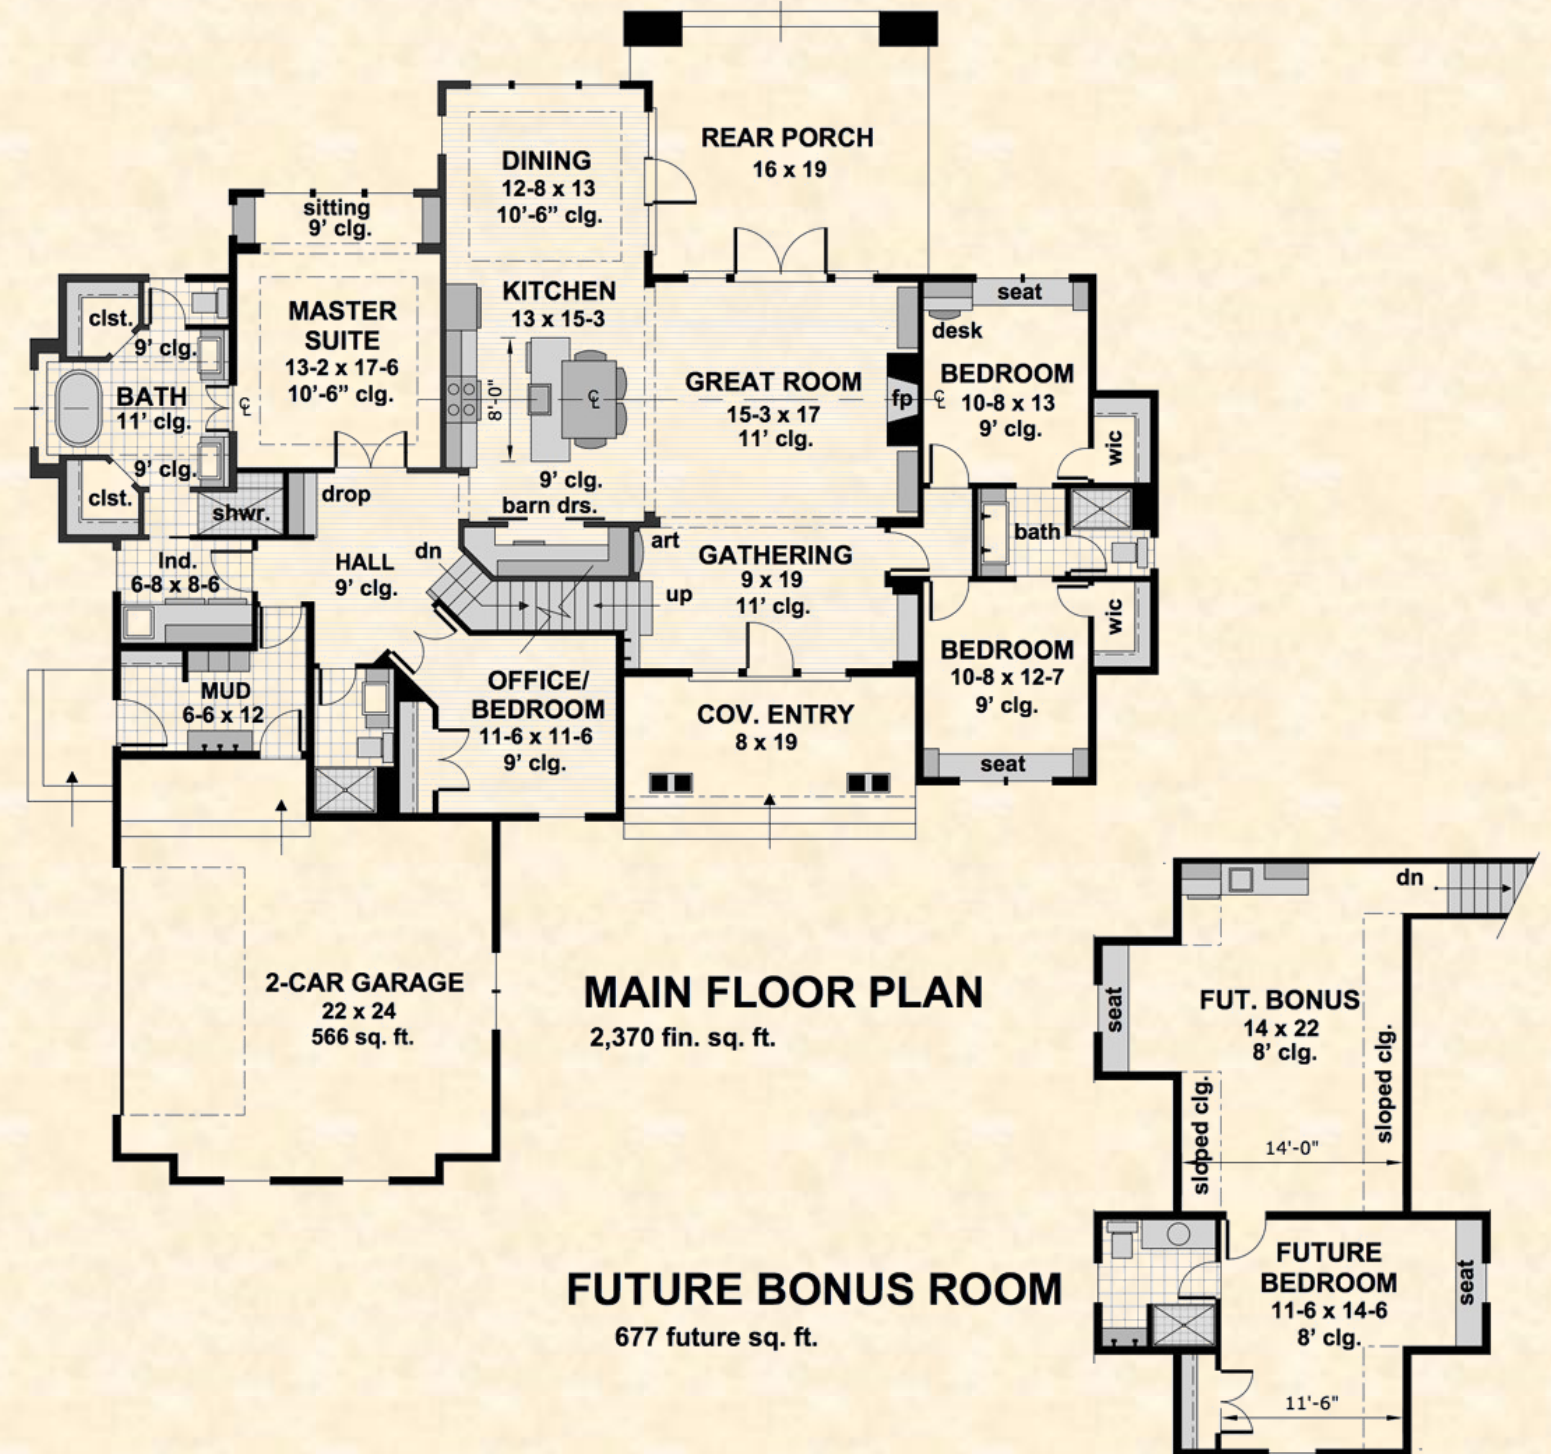 REAR PORCH
16 x 19
DINING
12-8 x 13
10'-6” clg.
sitting
9’ clg.
KITCHEN
13 x 15-3
8'-0"
9’ clg.
barn drs.
MASTER
SUITE
13-2 x 17-6
10’-6” clg.
clst.
9’ clg.
BATH
11’ clg.
9’ clg.
clst.
shwr.
drop
℄
℄
℄
GREAT ROOM
15-3 x 17
11’ clg.
fp
seat
desk
BEDROOM
10-8 x 13
9’ clg.
wic
bath
lnd.
6-8 x 8-6
HALL
9’ clg.
dn
up
art
GATHERING
9 x 19
11’ clg.
wic
BEDROOM
10-8 x 12-7
9’ clg.
seat
MUD
6-6 x 12
OFFICE/
BEDROOM
11-6 x 11-6
9’ clg.
COV. ENTRY
8 x 19
2-CAR GARAGE
22 x 24
566 sq. ft.
MAIN FLOOR PLAN
2,370 fin. sq. ft.
dn
seat
FUT. BONUS
14 x 22
8’ clg.
sloped clg.
sloped clg.
14'-0"
FUTURE BONUS ROOM
677 future sq. ft.
FUTURE
BEDROOM
11-6 x 14-6
8’ clg.
seat
11'-6"